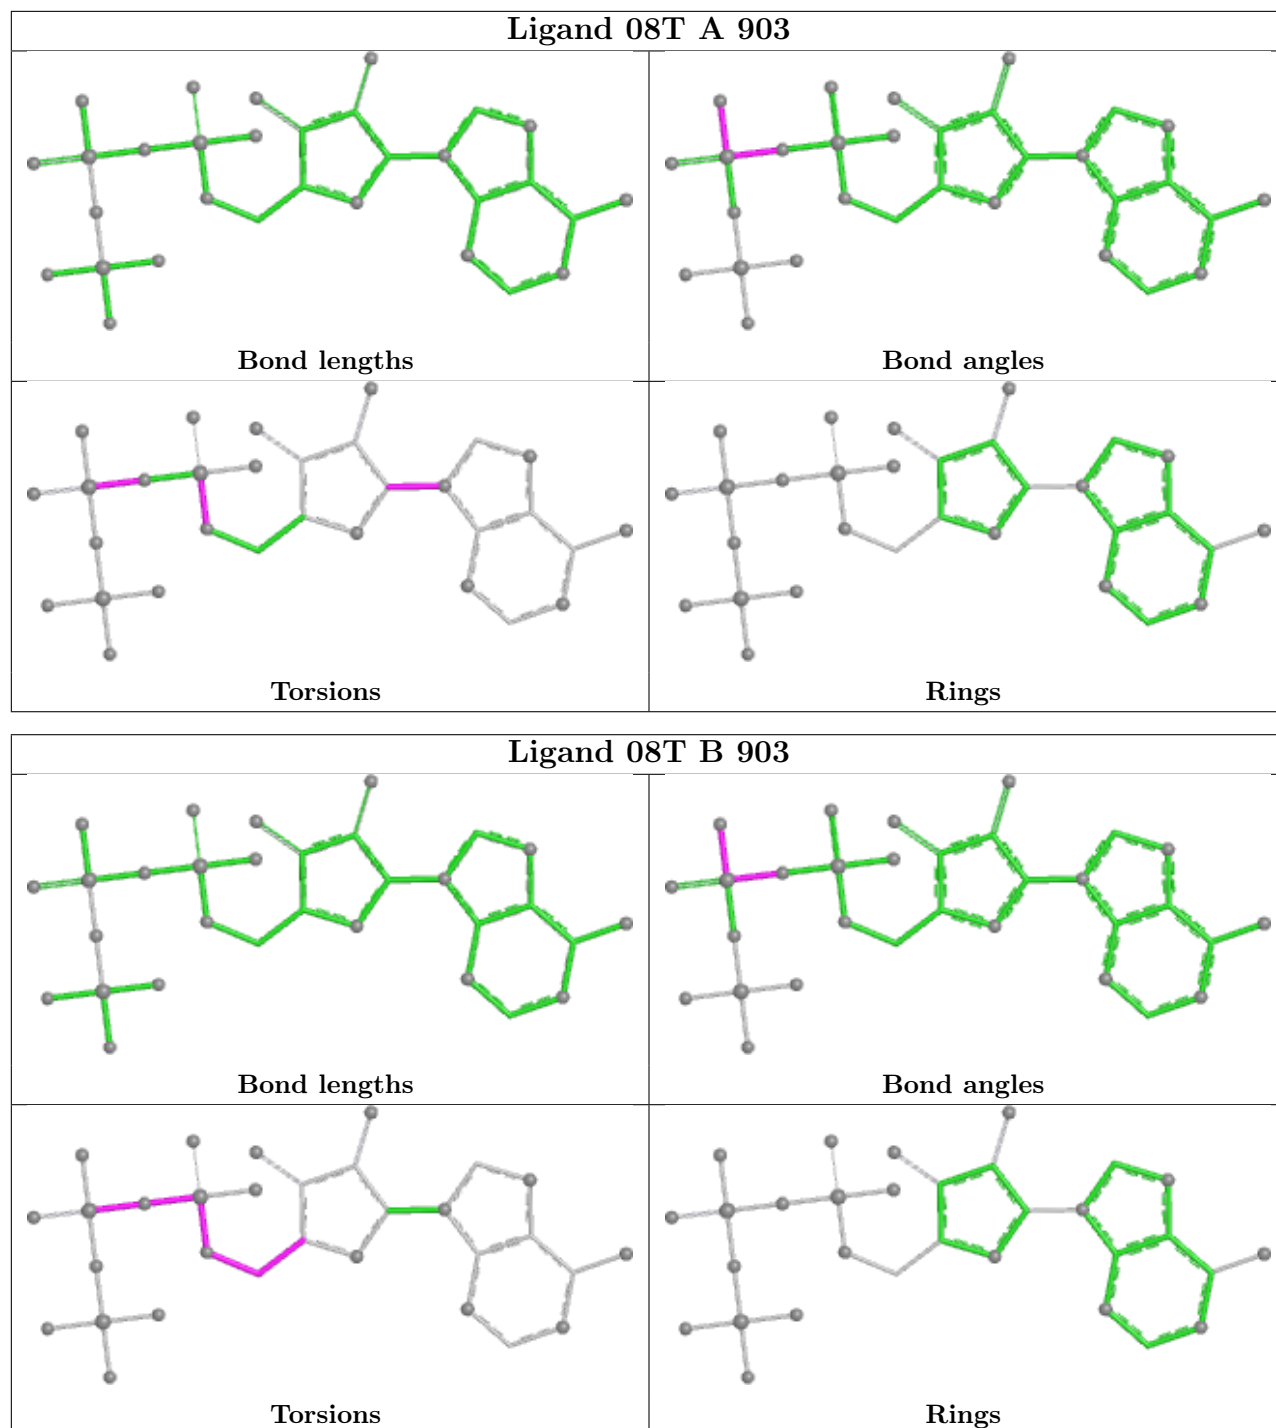 Ligand 08T A 903
Bond lengths
Bond angles
Torsions
Rings
Ligand 08T B 903
Bond lengths
Bond angles
Torsions
Rings